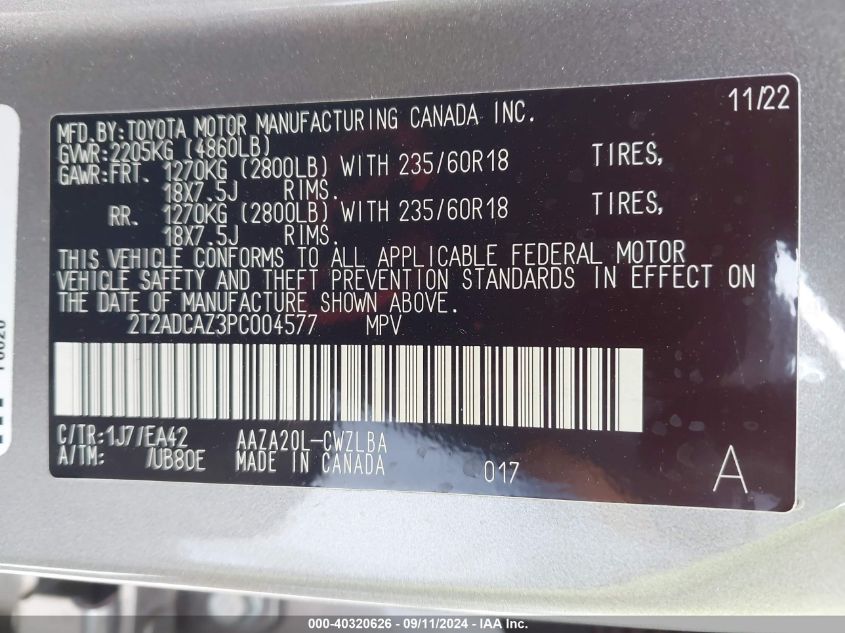 11/22
MFD.BY:TOYOTA MOTOR MANUFACTURING CANADA INC.
GVWR:2205KG (4860LB)
GAWR:FRT. 1270KG (2800LB) WITH 235/60R18 TIRES,
18X7.5J RIMS.
RR. 1270KG (2800LB) WITH 235/60R18 TIRES,
18X7.5J RIMS.
THIS VEHICLE CONFORMS TO ALL APPLICABLE FEDERAL MOTOR
VEHICLE SAFETY AND THEFT PREVENTION STANDARDS IN EFFECT ON
THE DATE OF MANUFACTURE SHOWN ABOVE.
2T2ADCAZ3PC004577 MPV
C/TR:1J7/EA42 AAZA20L-CWZLBA
A/TM: /UB80E MADE IN CANADA 017 A
000-40320626 - 09/11/2024 - IAA Inc.